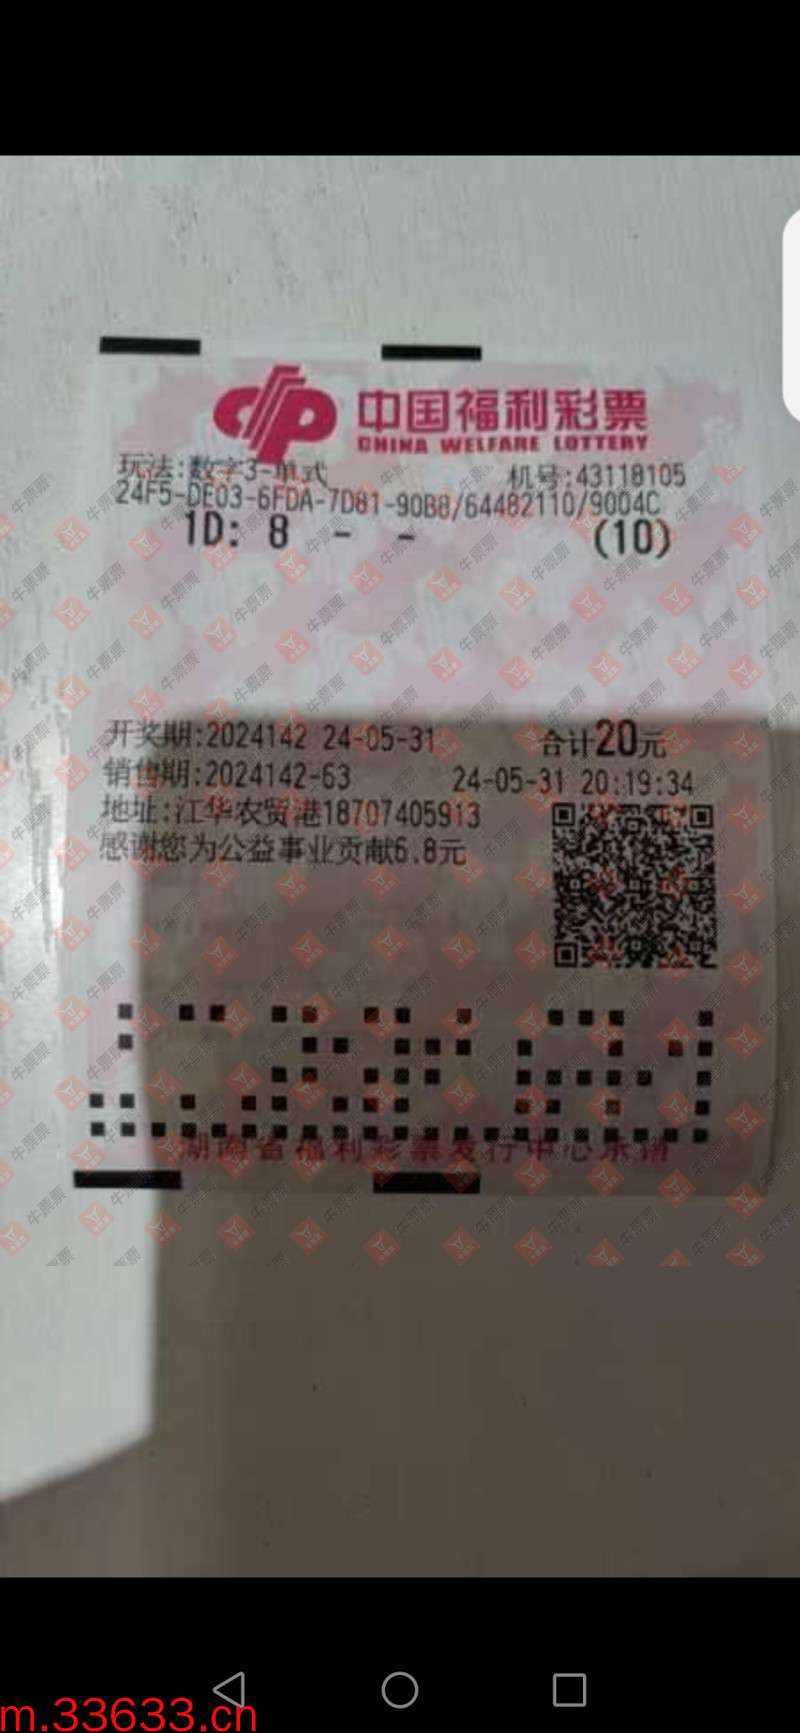 中国福利彩票
CHINA WELFARE LOTTERY
玩法:数字3-单式 机号:43118105
24F5-DE03-6FDA-7D81-90B8/64482110/9004C
1D: 8 - - (10)
开奖期:2024142 24-05-31 合计20元
销售期:2024142-63 24-05-31 20:19:34
地址:江华农贸港18707405913
感谢您为公益事业贡献6.8元
湖南省福利彩票发行中心承销
牛票票
m.33633.cn